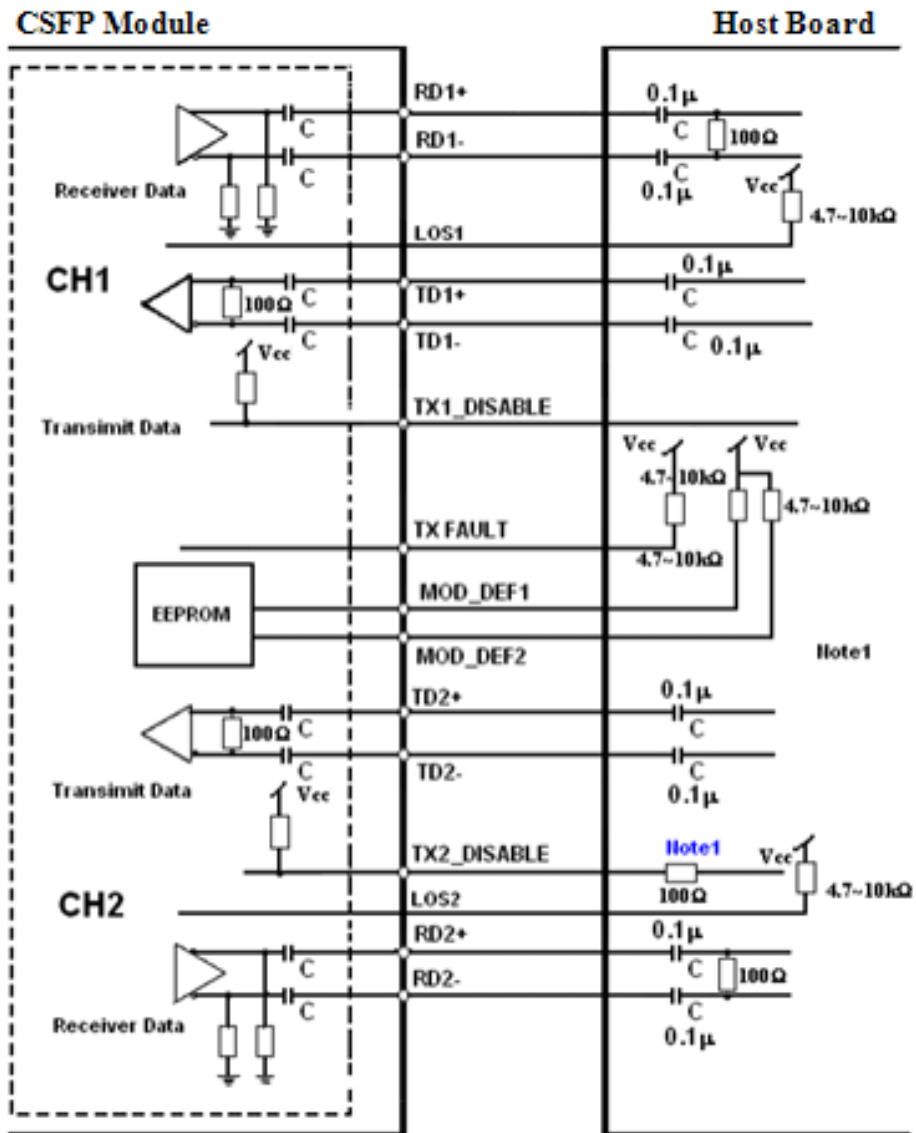 CSFP Module
Host Board
RD1+
0.1µ
C
C
100Ω
RD1-
C
C
0.1µ
Vcc
Receiver Data
4.7~10kΩ
LOS1
CH1
0.1µ
100Ω
C
TD1+
C
C
TD1-
C
0.1µ
Vcc
TX1_DISABLE
Transimit Data
Vcc
Vcc
4.7~10kΩ
4.7~10kΩ
TX FAULT
4.7~10kΩ
EEPROM
MOD_DEF1
MOD_DEF2
Note1
TD2+
0.1µ
100Ω
C
C
C
TD2-
C
Transimit Data
Vcc
0.1µ
TX2_DISABLE
Note1
Vcc
100Ω
4.7~10kΩ
CH2
LOS2
RD2+
0.1µ
C
C
100Ω
RD2-
C
C
Receiver Data
0.1µ